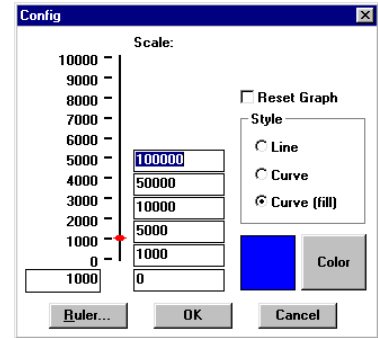 Config
Scale:
10000
9000
8000
7000
6000
5000
4000
3000
2000
1000
0
1000
100000
50000
10000
5000
1000
0
Reset Graph
Style
Line
Curve
Curve (fill)
Color
Ruler...
OK
Cancel